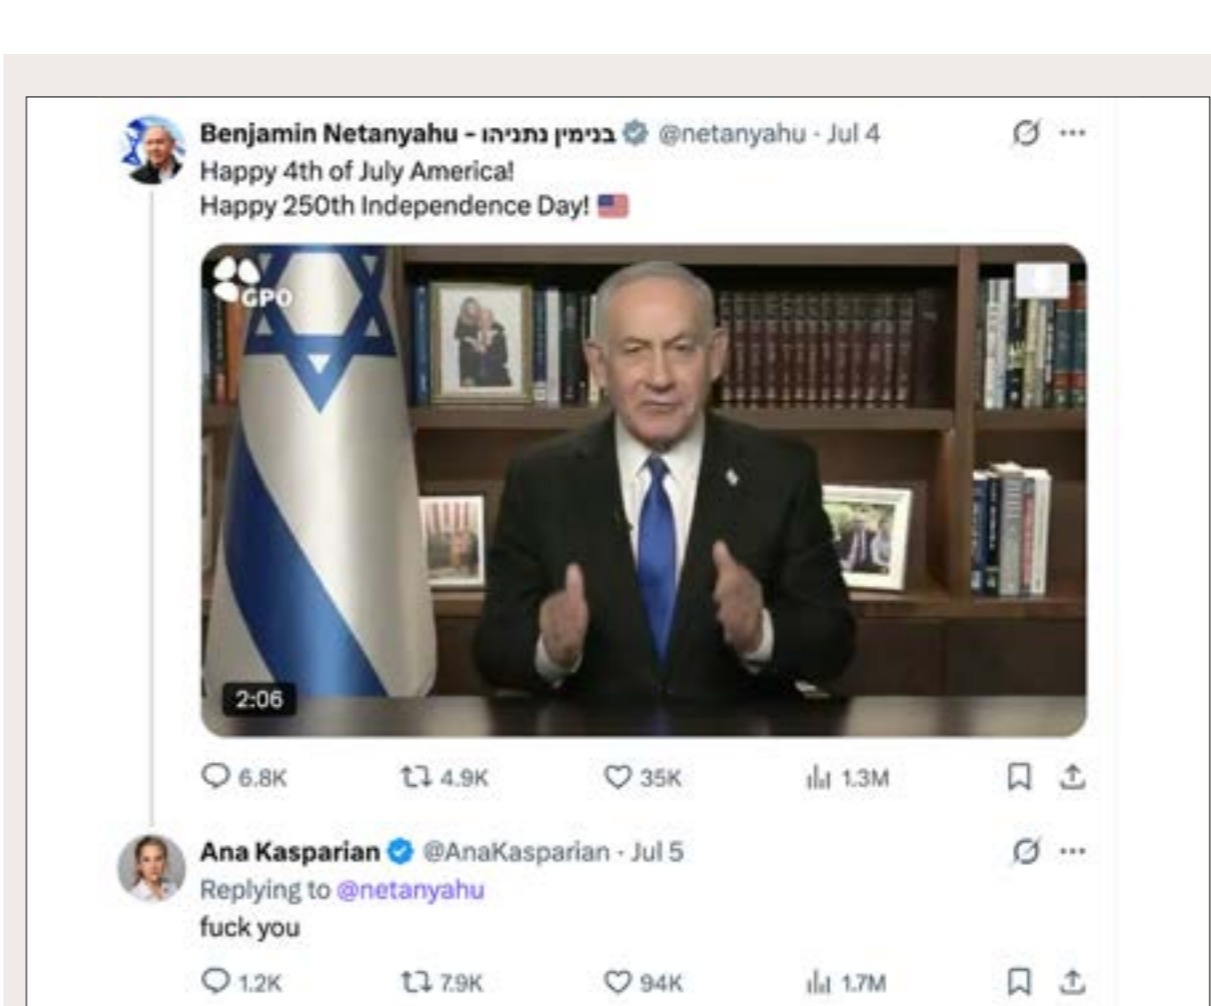 Benjamin Netanyahu - בנימין נתניהו @netanyahu · Jul 4
Happy 4th of July America!
Happy 250th Independence Day! 🇺🇸
GPO
2:06
6.8K 4.9K 35K 1.3M
Ana Kasparian @AnaKasparian · Jul 5
Replying to @netanyahu
fuck you
1.2K 7.9K 94K 1.7M